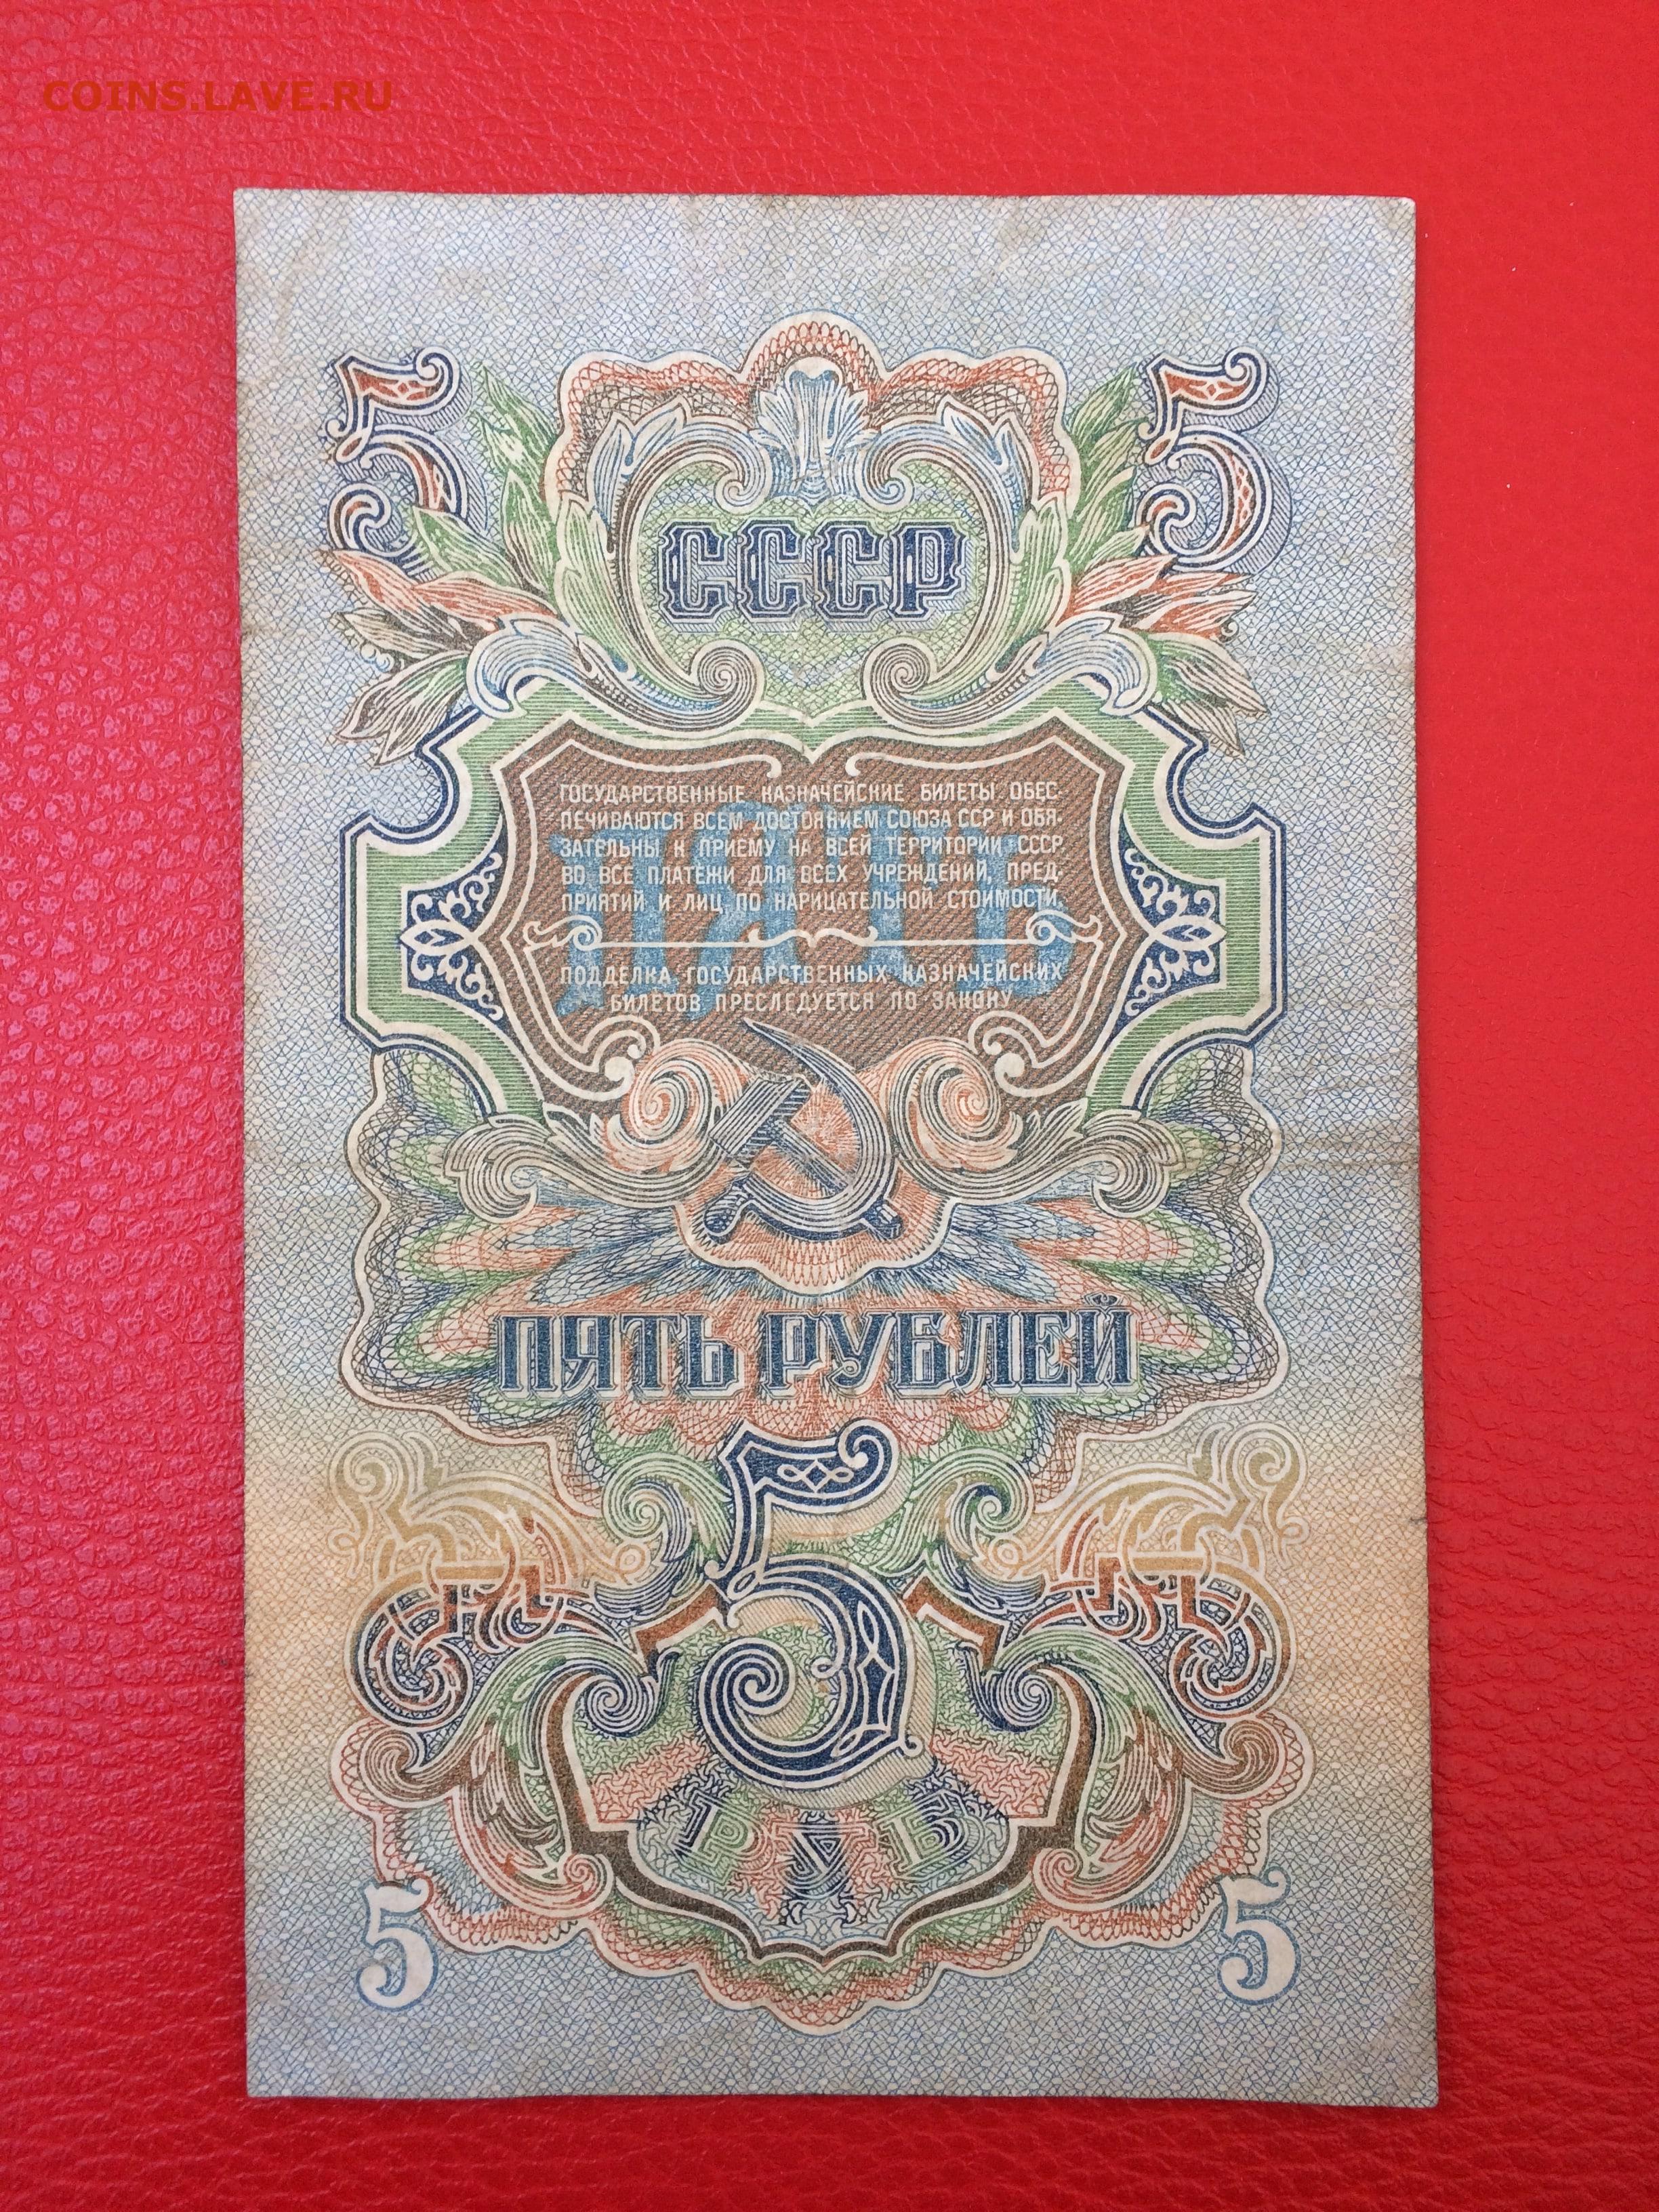 COINS.LAVE.RU
5 5
СССР
ПЯТЬ
ГОСУДАРСТВЕННЫЕ КАЗНАЧЕЙСКИЕ БИЛЕТЫ ОБЕС-
ПЕЧИВАЮТСЯ ВСЕМ ДОСТОЯНИЕМ СОЮЗА ССР И ОБЯ-
ЗАТЕЛЬНЫ К ПРИЕМУ НА ВСЕЙ ТЕРРИТОРИИ СССР
ВО ВСЕ ПЛАТЕЖИ ДЛЯ ВСЕХ УЧРЕЖДЕНИЙ, ПРЕД-
ПРИЯТИЙ И ЛИЦ ПО НАРИЦАТЕЛЬНОЙ СТОИМОСТИ.
ПОДДЕЛКА ГОСУДАРСТВЕННЫХ КАЗНАЧЕЙСКИХ
БИЛЕТОВ ПРЕСЛЕДУЕТСЯ ПО ЗАКОНУ
ПЯТЬ РУБЛЕЙ
5
5 5